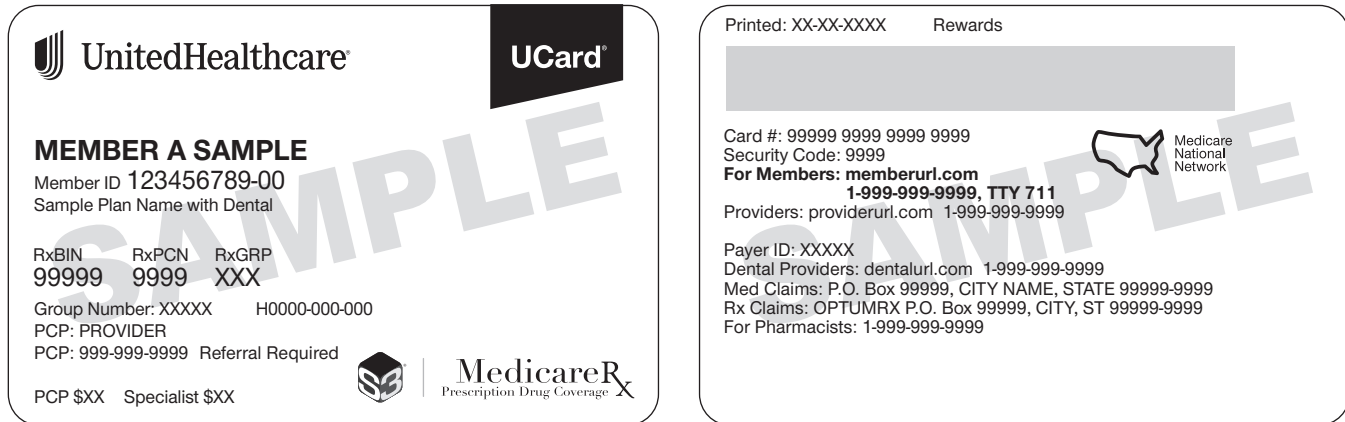 UnitedHealthcare®
UCard®
SAMPLE
MEMBER A SAMPLE
Member ID 123456789-00
Sample Plan Name with Dental
RxBIN RxPCN RxGRP
99999 9999 XXX
Group Number: XXXXX H0000-000-000
PCP: PROVIDER
PCP: 999-999-9999 Referral Required
PCP $XX Specialist $XX
S3
MedicareRx
Prescription Drug Coverage
Printed: XX-XX-XXXX Rewards
SAMPLE
Card #: 99999 9999 9999 9999
Security Code: 9999
For Members: memberurl.com
1-999-999-9999, TTY 711
Providers: providerurl.com 1-999-999-9999
Medicare
National
Network
Payer ID: XXXXX
Dental Providers: dentalurl.com 1-999-999-9999
Med Claims: P.O. Box 99999, CITY NAME, STATE 99999-9999
Rx Claims: OPTUMRX P.O. Box 99999, CITY, ST 99999-9999
For Pharmacists: 1-999-999-9999